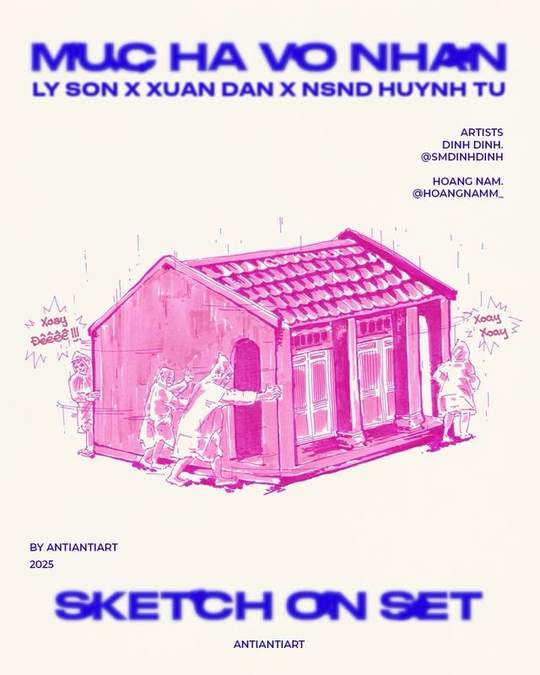 MUC HA VO NHAN
LY SON X XUAN DAN X NSND HUYNH TU
ARTISTS
DINH DINH.
@SMDINHDINH
HOANG NAM.
@HOANGNAMM_
Xoay
Đêêêê !!!
Xoay
Xoay
BY ANTIANTIART
2025
SKETCH ON SET
ANTIANTIART